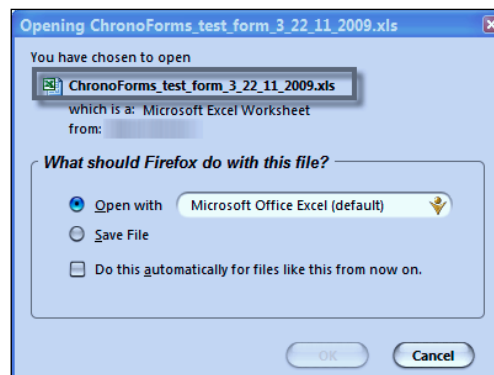 Opening ChronoForms_test_form_3_22_11_2009.xls
You have chosen to open
ChronoForms_test_form_3_22_11_2009.xls
which is a: Microsoft Excel Worksheet
from:
What should Firefox do with this file?
Open with Microsoft Office Excel (default)
Save File
Do this automatically for files like this from now on.
OK Cancel